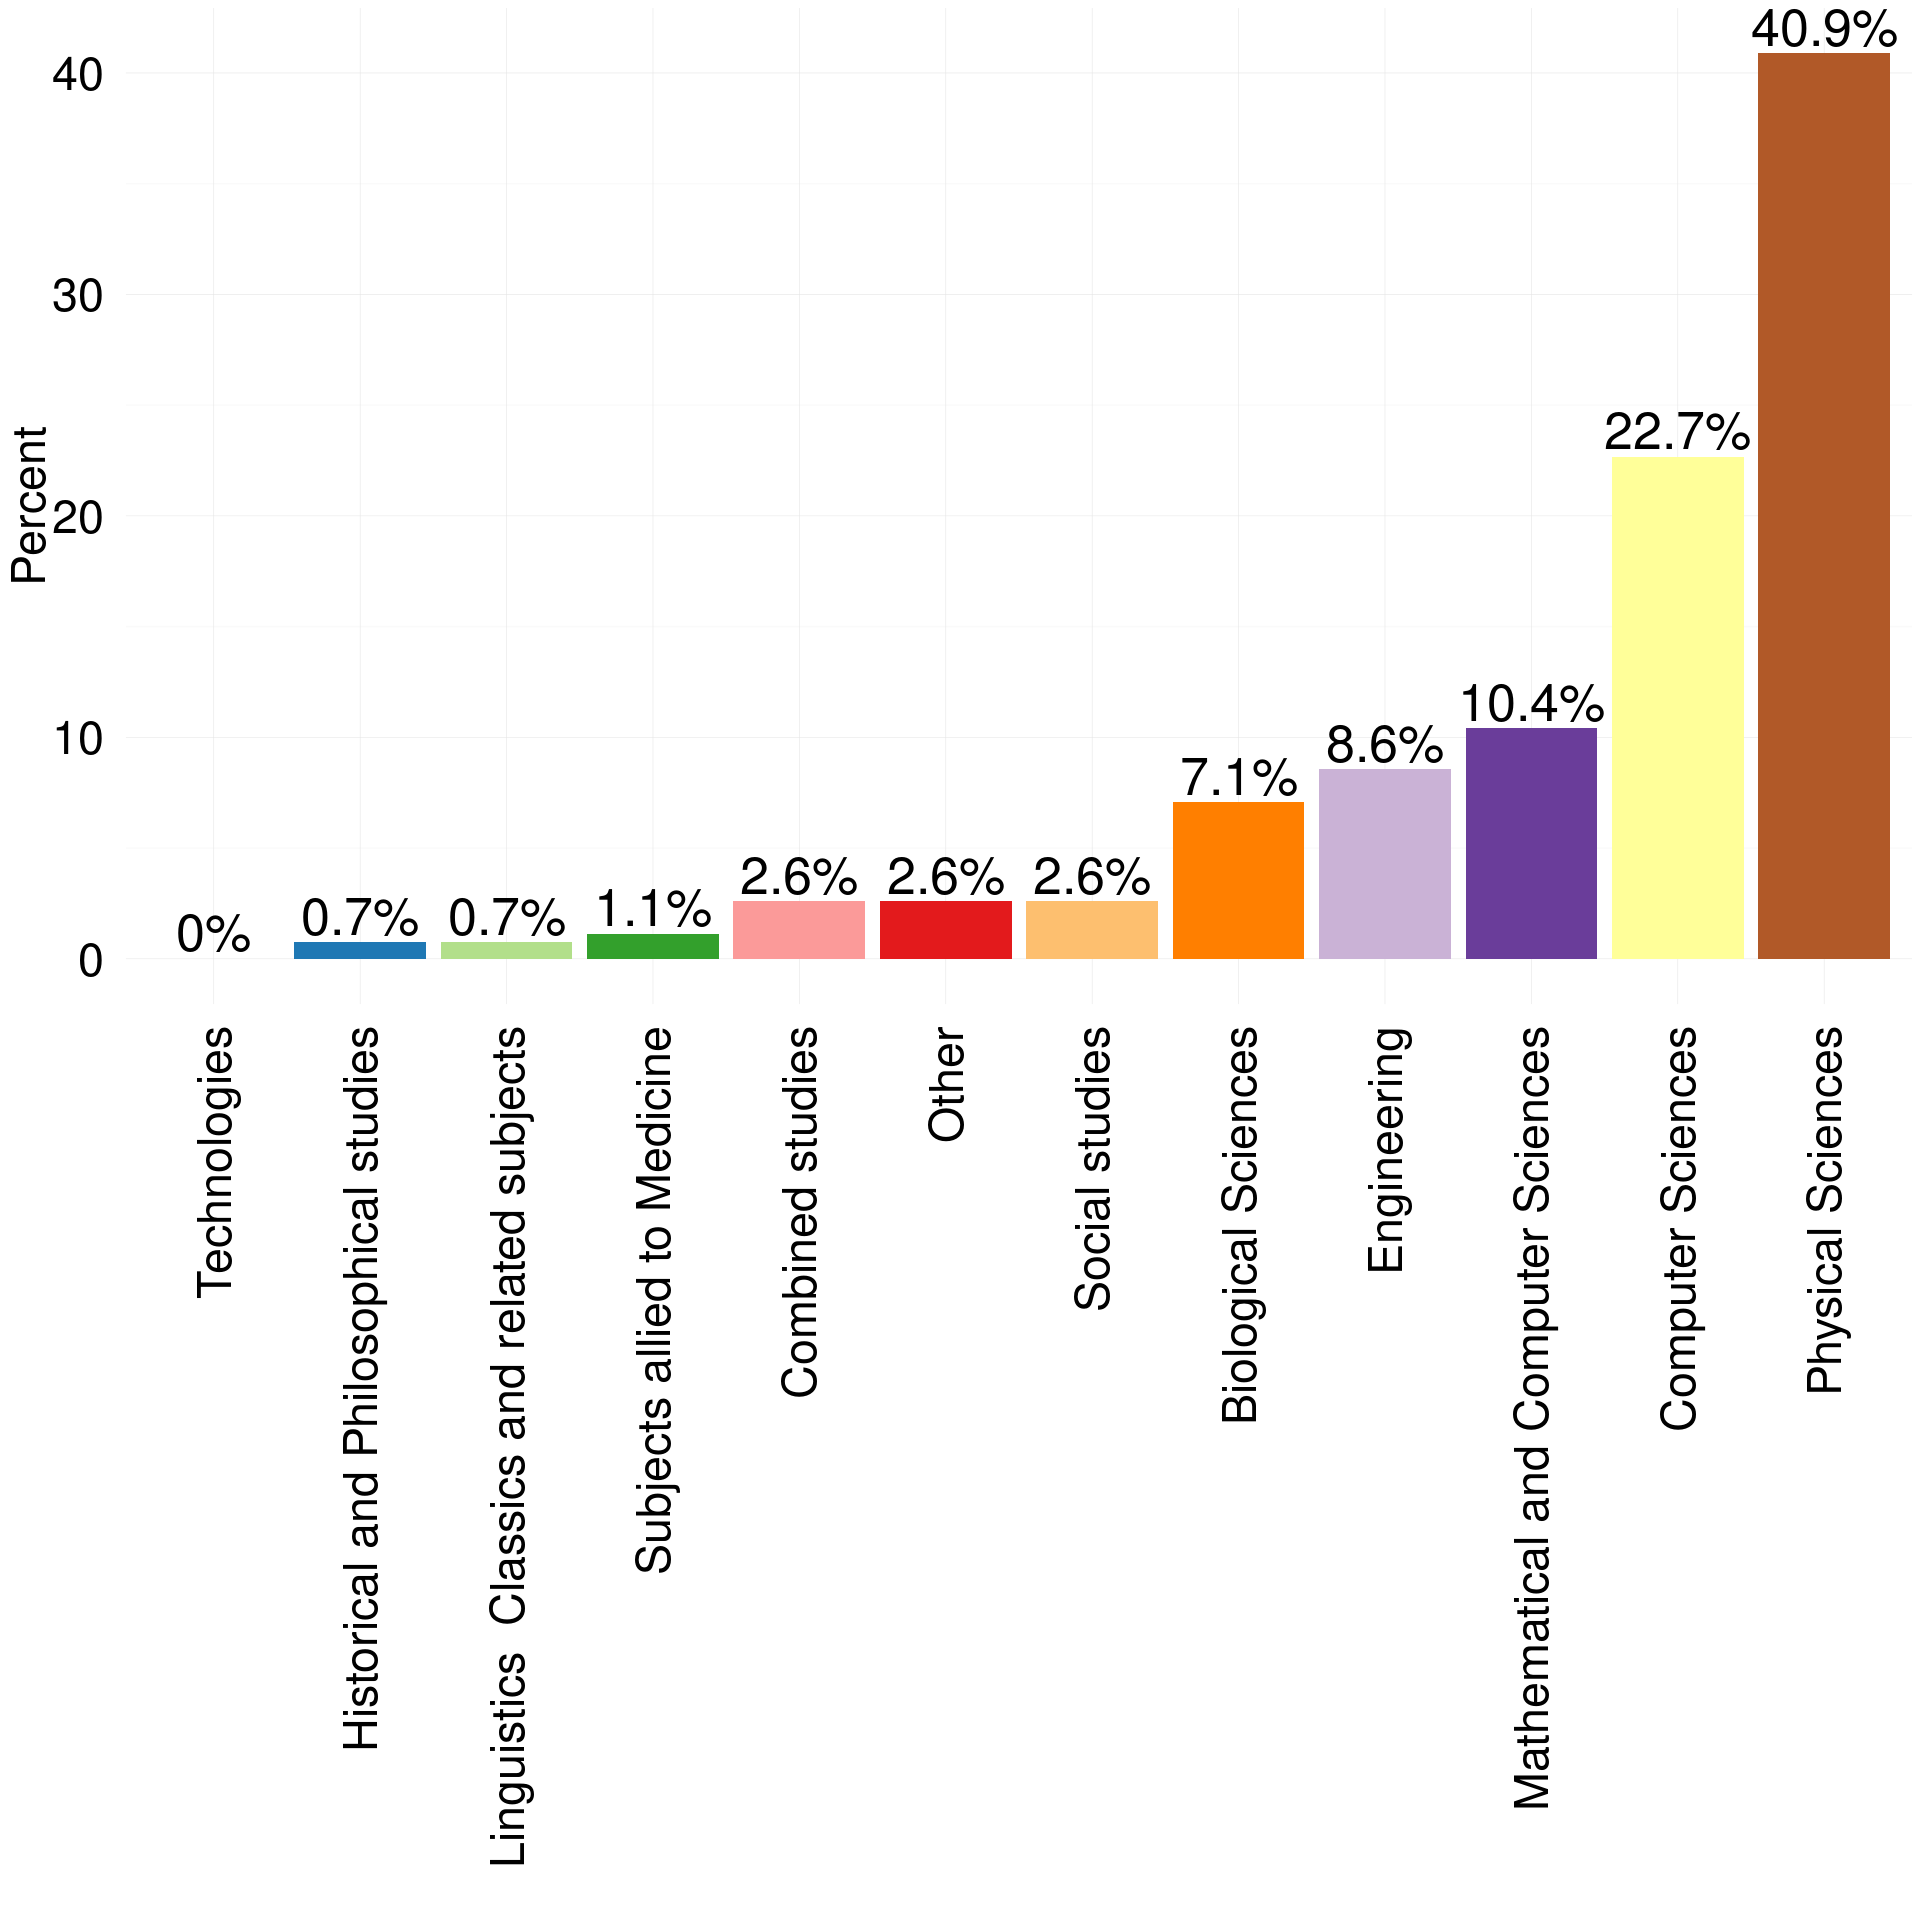 Percent
40
30
20
10
0
0%
0.7%
0.7%
1.1%
2.6%
2.6%
2.6%
7.1%
8.6%
10.4%
22.7%
40.9%
Technologies
Historical and Philosophical studies
Linguistics  Classics and related subjects
Subjects allied to Medicine
Combined studies
Other
Social studies
Biological Sciences
Engineering
Mathematical and Computer Sciences
Computer Sciences
Physical Sciences